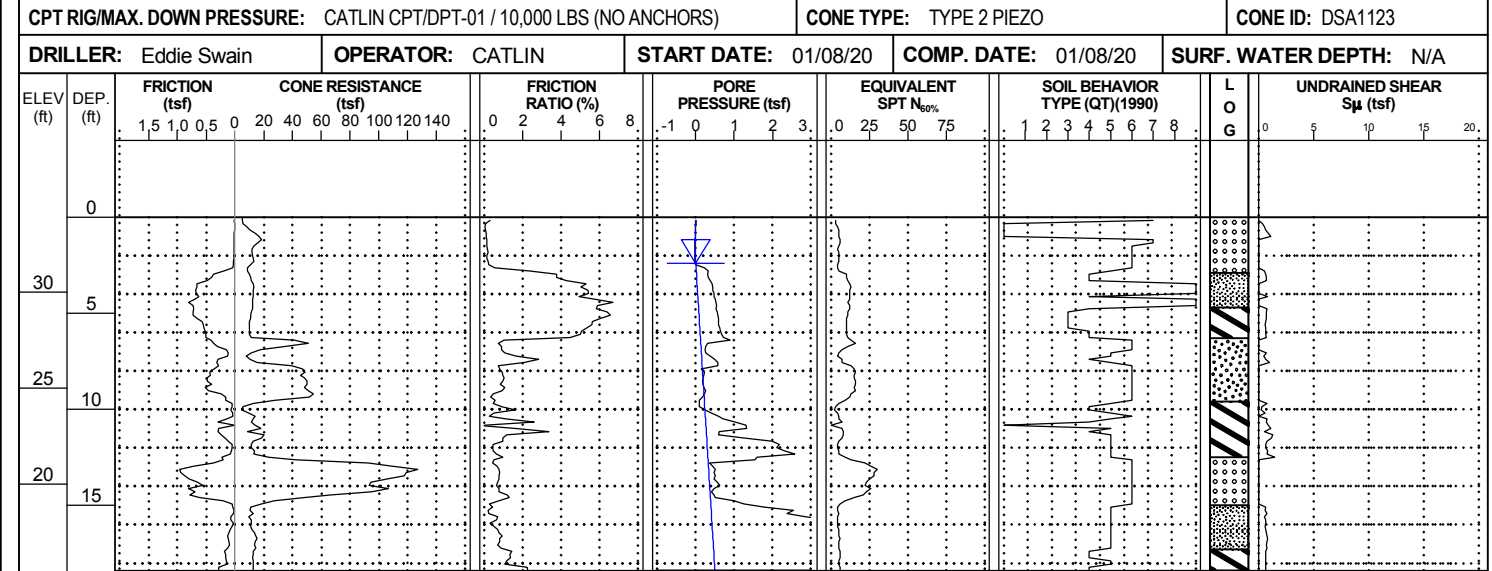 CPT RIG/MAX. DOWN PRESSURE: CATLIN CPT/DPT-01 / 10,000 LBS (NO ANCHORS) CONE TYPE: TYPE 2 PIEZO CONE ID: DSA1123
DRILLER: Eddie Swain OPERATOR: CATLIN START DATE: 01/08/20 COMP. DATE: 01/08/20 SURF. WATER DEPTH: N/A
ELEV (ft)
DEP. (ft)
FRICTION (tsf)
1.5 1.0 0.5 0
CONE RESISTANCE (tsf)
20 40 60 80 100 120 140
FRICTION RATIO (%)
0 2 4 6 8
PORE PRESSURE (tsf)
-1 0 1 2 3
EQUIVALENT SPT N60%
0 25 50 75
SOIL BEHAVIOR TYPE (QT)(1990)
1 2 3 4 5 6 7 8
LOG
UNDRAINED SHEAR Sμ (tsf)
0 5 10 15 20
0
30
5
25
10
20
15